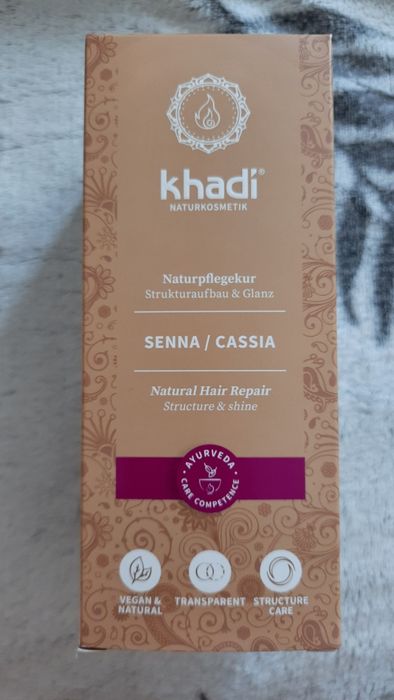 khadí®
NATURKOSMETIK
Naturpflegekur
Strukturaufbau & Glanz
SENNA / CASSIA
Natural Hair Repair
Structure & shine
AYURVEDA
CARE COMPETENCE
VEGAN &
NATURAL
TRANSPARENT
STRUCTURE
CARE